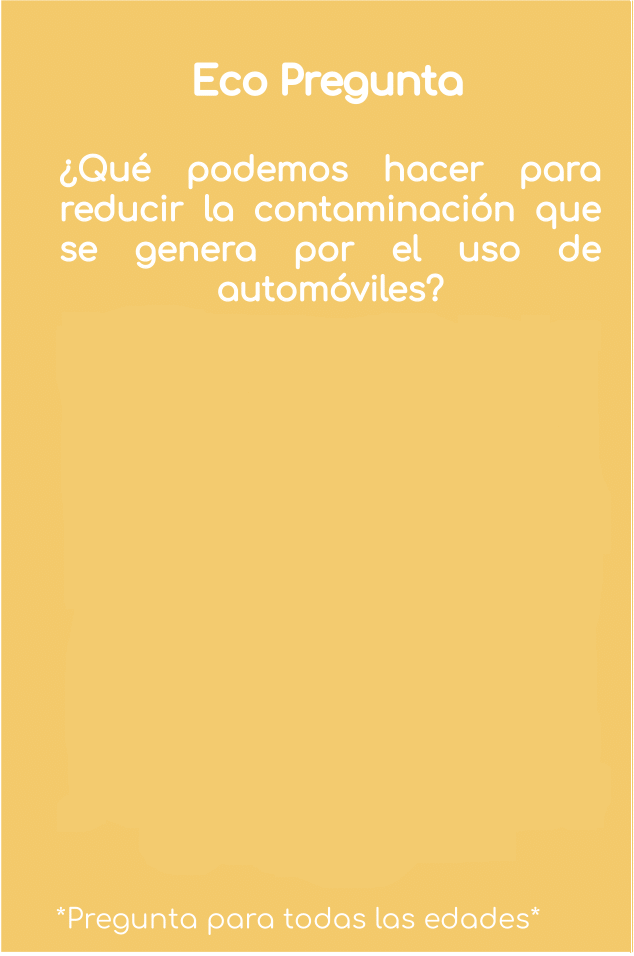 Eco Pregunta
¿Qué podemos hacer para
reducir la contaminación que
se genera por el uso de
automóviles?
*Pregunta para todas las edades*